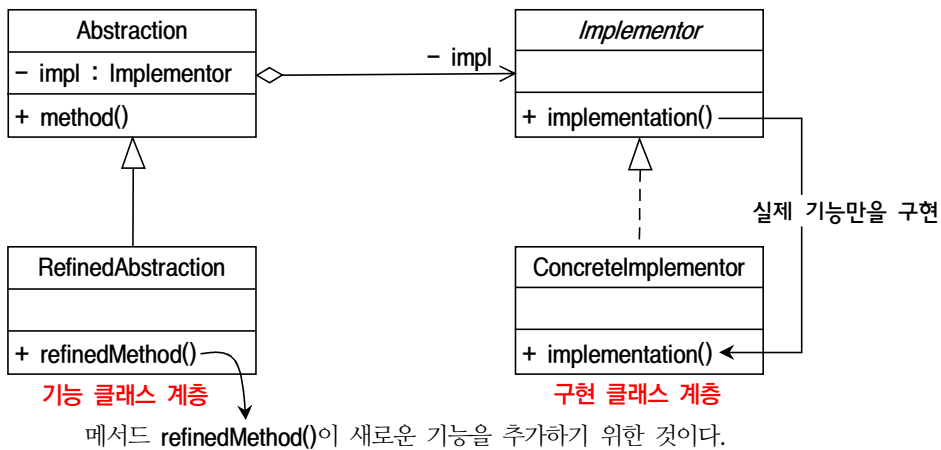 Abstraction
- impl : Implementor
+ method()
- impl
Implementor
+ implementation()
실제 기능만을 구현
RefinedAbstraction
+ refinedMethod()
기능 클래스 계층
ConcreteImplementor
+ implementation()
구현 클래스 계층
메서드 refinedMethod()이 새로운 기능을 추가하기 위한 것이다.